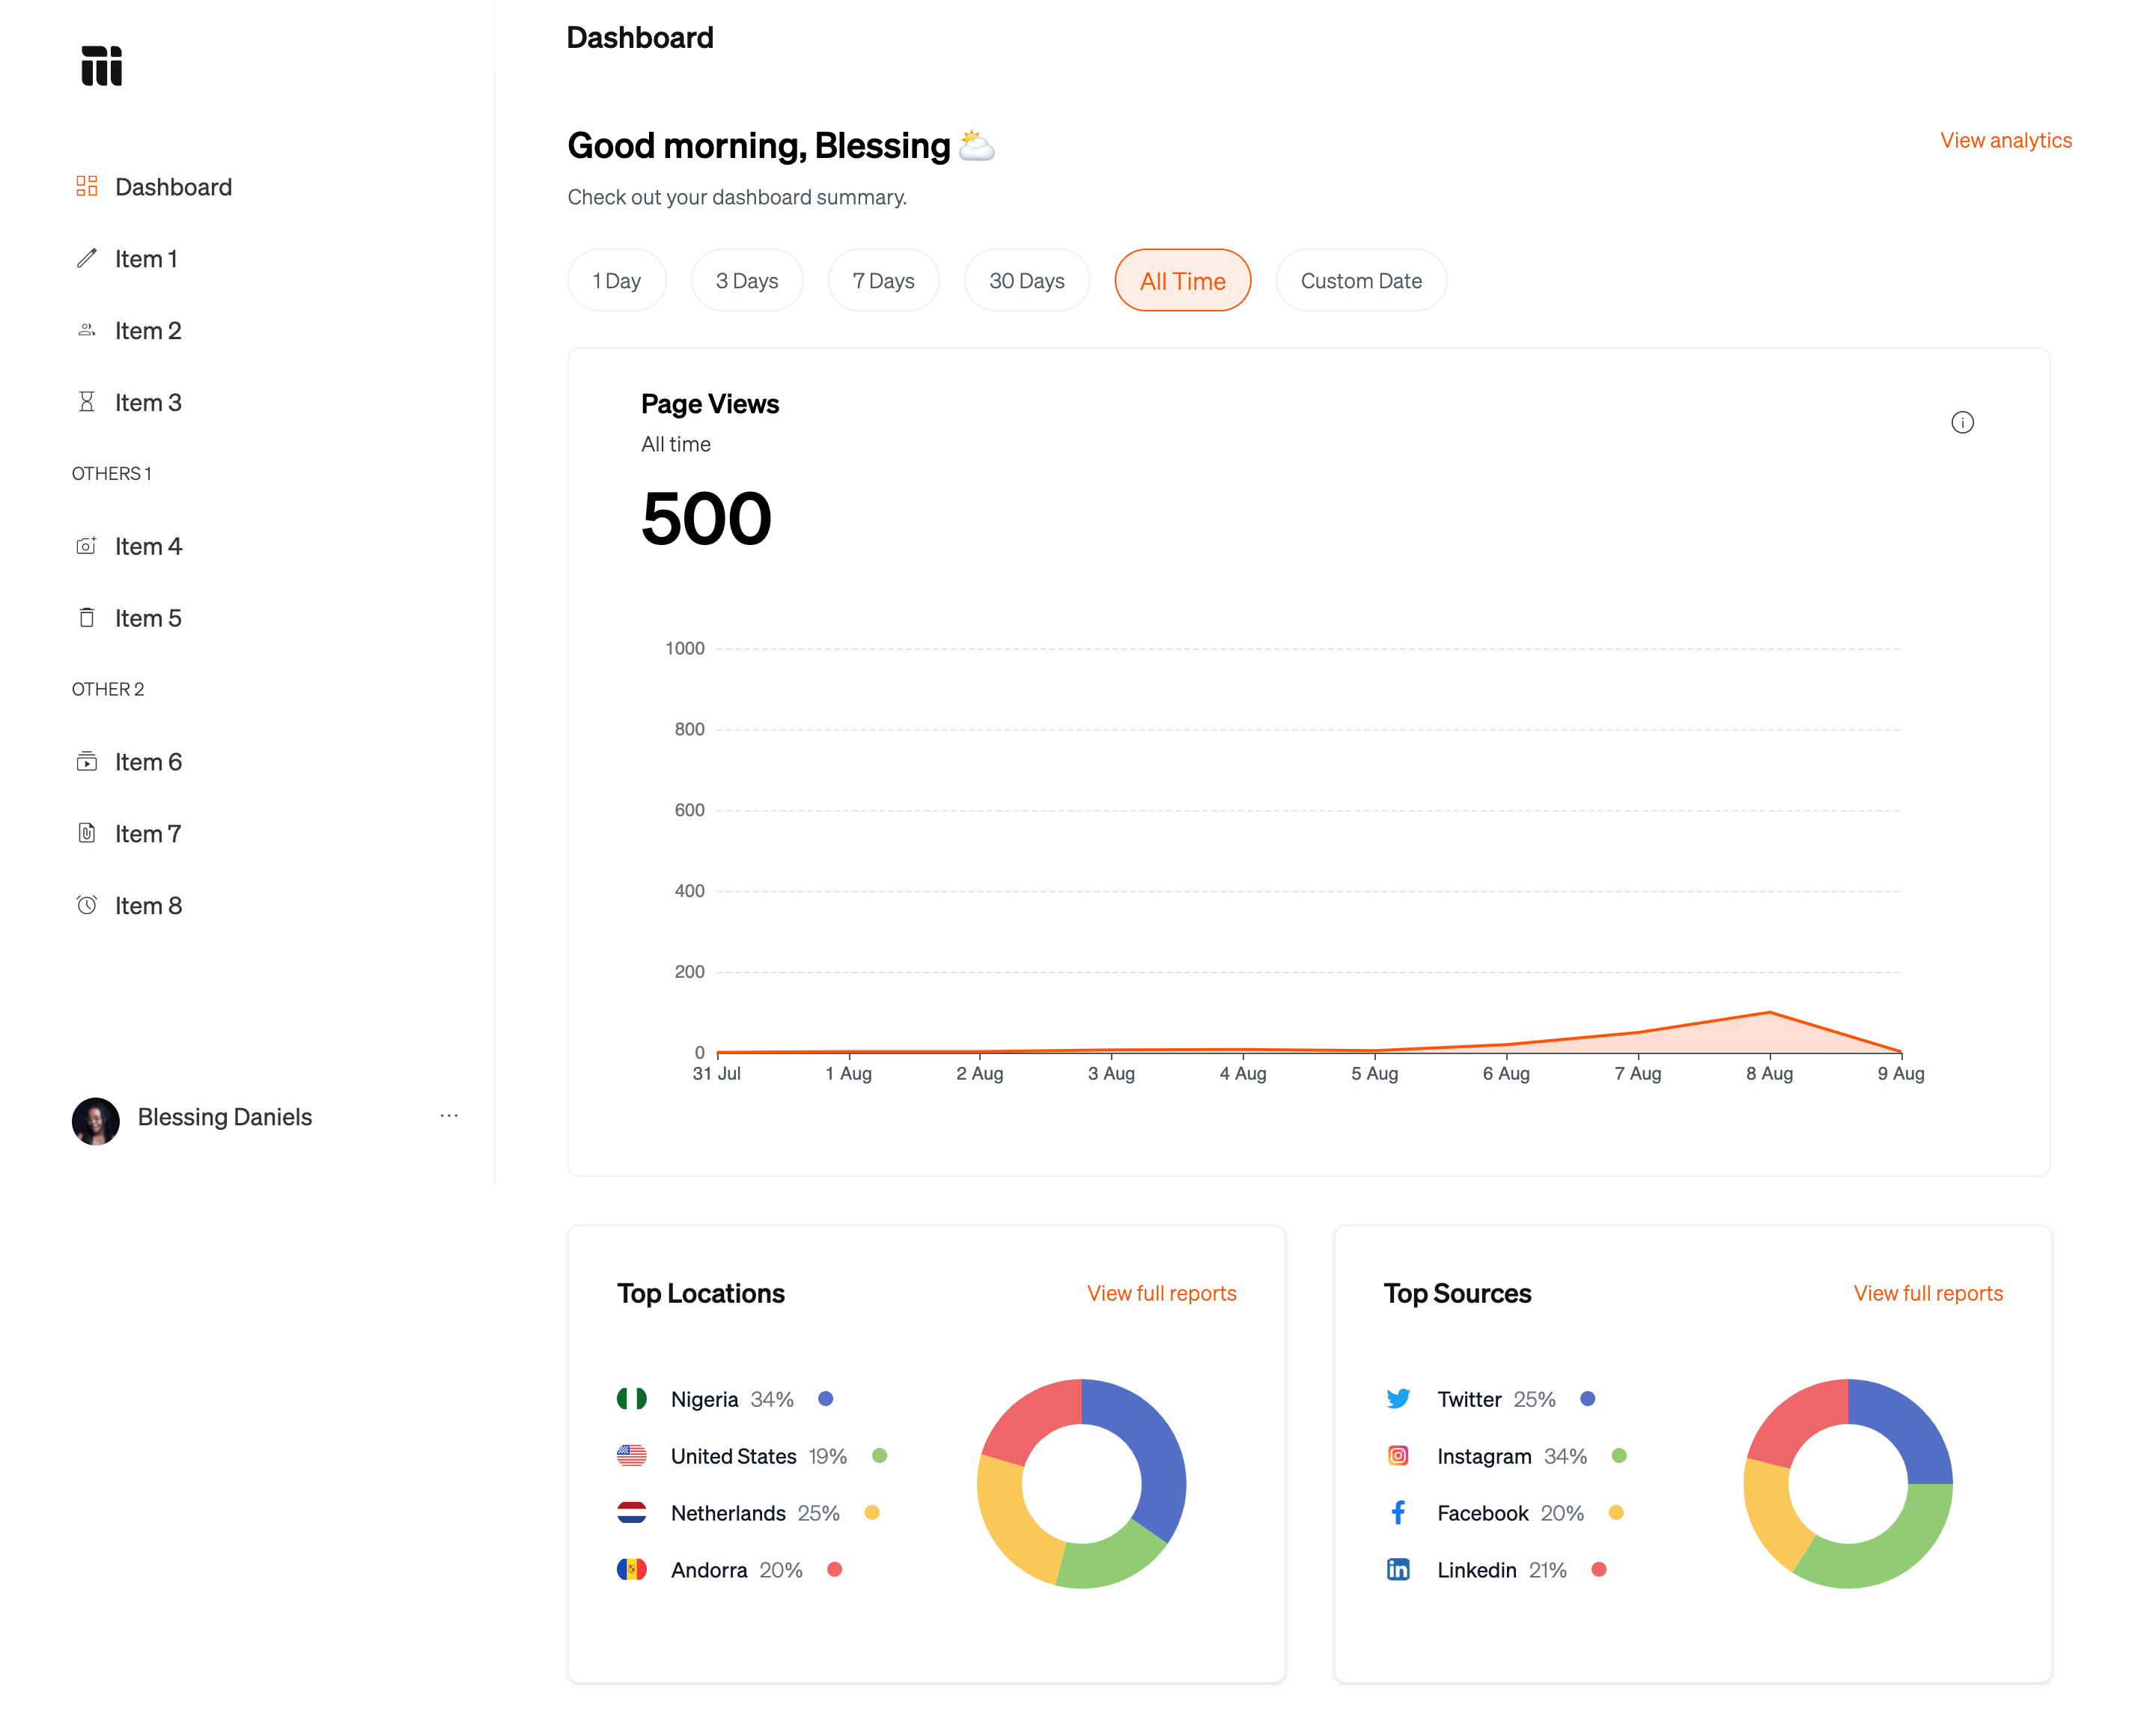 Dashboard
Item 1
Item 2
Item 3
OTHERS 1
Item 4
Item 5
OTHER 2
Item 6
Item 7
Item 8
Blessing Daniels
Dashboard
Good morning, Blessing
View analytics
Check out your dashboard summary.
1 Day
3 Days
7 Days
30 Days
All Time
Custom Date
Page Views
All time
500
1000
800
600
400
200
0
31 Jul
1 Aug
2 Aug
3 Aug
4 Aug
5 Aug
6 Aug
7 Aug
8 Aug
9 Aug
Top Locations
View full reports
Nigeria 34%
United States 19%
Netherlands 25%
Andorra 20%
Top Sources
View full reports
Twitter 25%
Instagram 34%
Facebook 20%
Linkedin 21%